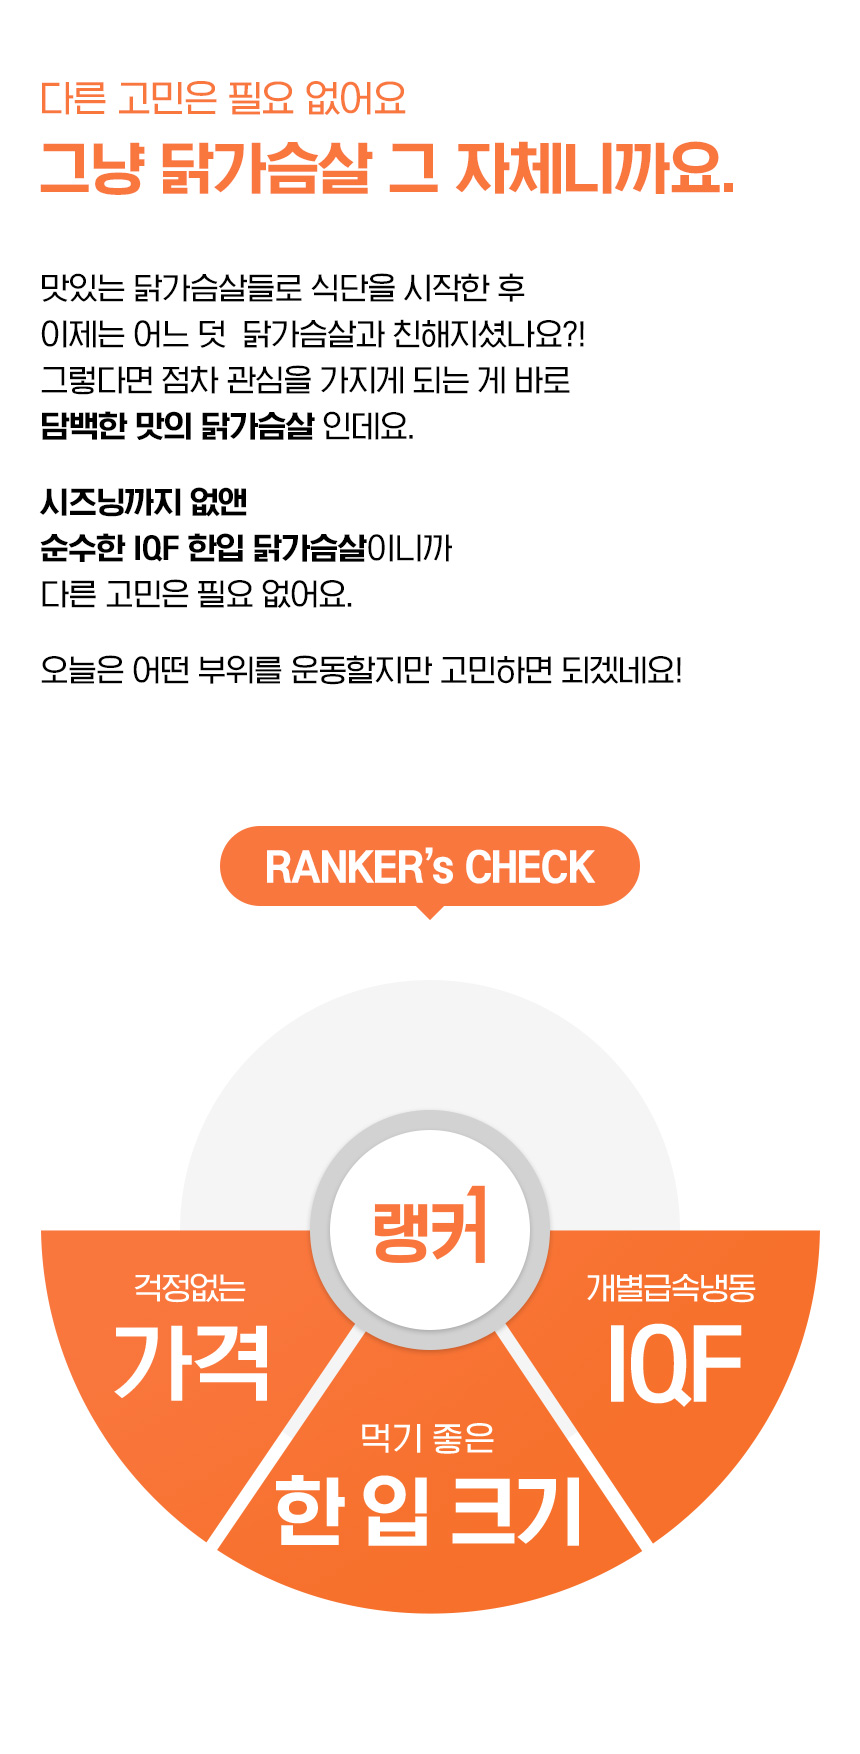 다른 고민은 필요 없어요
그냥 닭가슴살 그 자체니까요.
맛있는 닭가슴살들로 식단을 시작한 후
이제는 어느 덧 닭가슴살과 친해지셨나요?!
그렇다면 점차 관심을 가지게 되는 게 바로
담백한 맛의 닭가슴살 인데요.
시즈닝까지 없앤
순수한 IQF 한입 닭가슴살이니까
다른 고민은 필요 없어요.
오늘은 어떤 부위를 운동할지만 고민하면 되겠네요!
RANKER’s CHECK
랭커
걱정없는
가격
개별급속냉동
IQF
먹기 좋은
한 입 크기